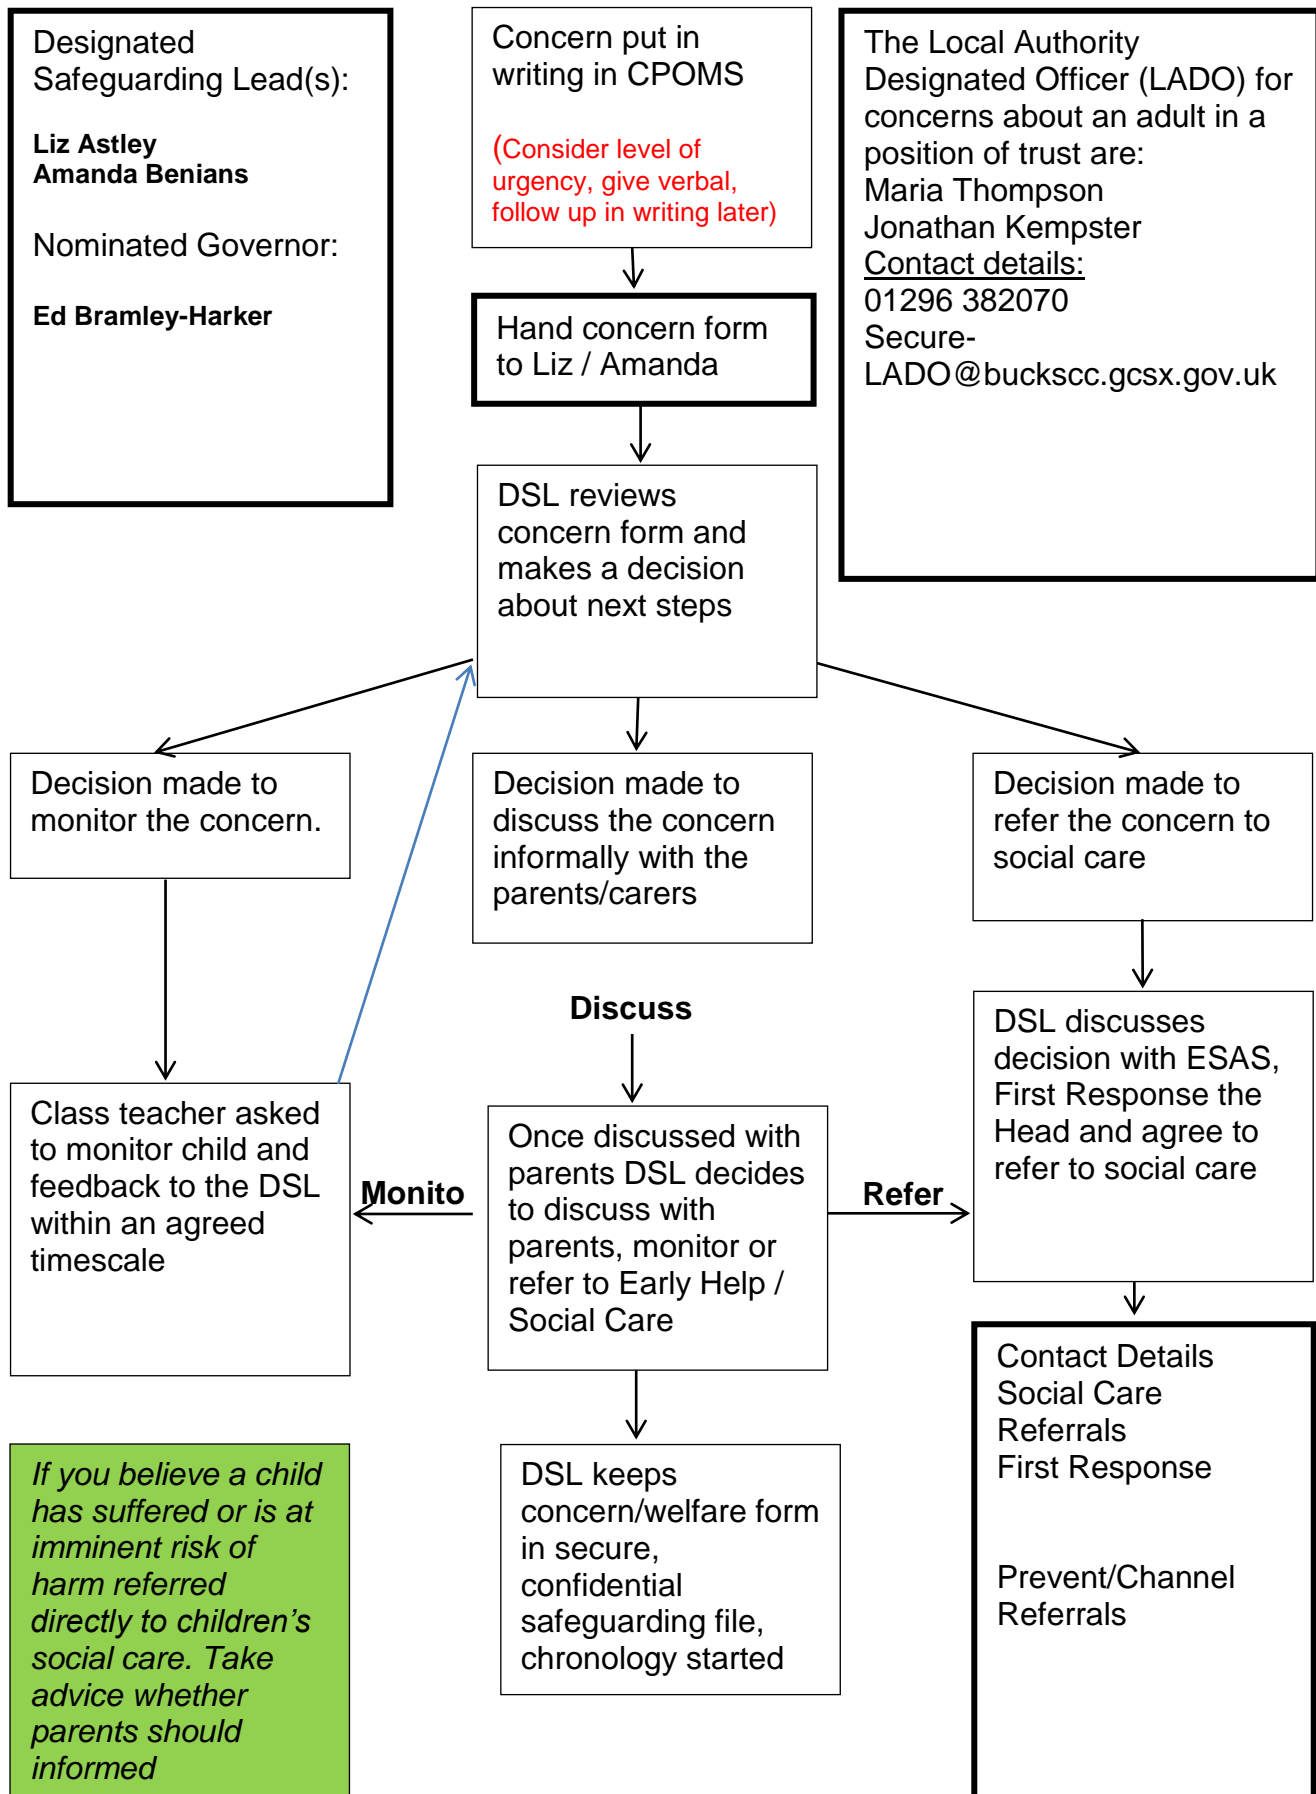 Designated
Safeguarding Lead(s):
Liz Astley
Amanda Benians
Nominated Governor:
Ed Bramley-Harker
Concern put in
writing in CPOMS
(Consider level of
urgency, give verbal,
follow up in writing later)
The Local Authority
Designated Officer (LADO) for
concerns about an adult in a
position of trust are:
Maria Thompson
Jonathan Kempster
Contact details:
01296 382070
Secure-
LADO@buckscc.gcsx.gov.uk
Hand concern form
to Liz / Amanda
DSL reviews
concern form and
makes a decision
about next steps
Decision made to
monitor the concern.
Decision made to
discuss the concern
informally with the
parents/carers
Decision made to
refer the concern to
social care
Discuss
Class teacher asked
to monitor child and
feedback to the DSL
within an agreed
timescale
Monito
Once discussed with
parents DSL decides
to discuss with
parents, monitor or
refer to Early Help /
Social Care
Refer
DSL discusses
decision with ESAS,
First Response the
Head and agree to
refer to social care
If you believe a child
has suffered or is at
imminent risk of
harm referred
directly to children’s
social care. Take
advice whether
parents should
informed
DSL keeps
concern/welfare form
in secure,
confidential
safeguarding file,
chronology started
Contact Details
Social Care
Referrals
First Response
Prevent/Channel
Referrals